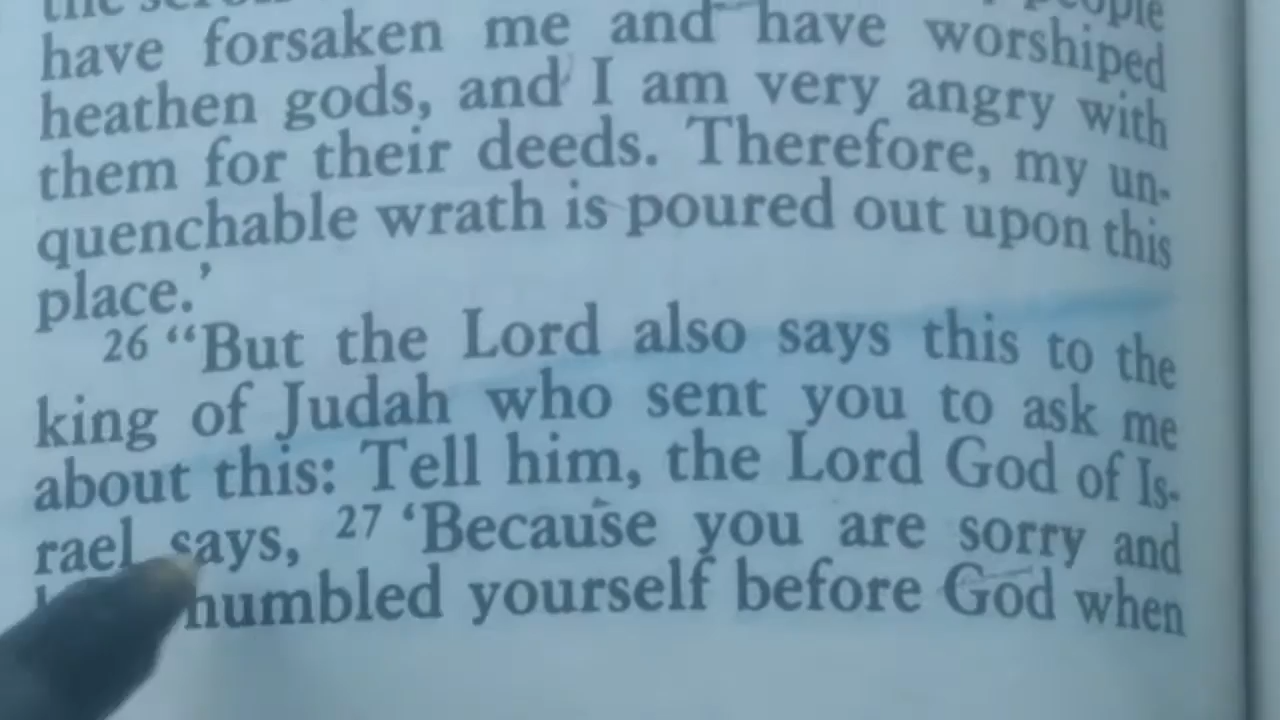 the
people
have forsaken me and have worshiped
heathen gods, and I am very angry with
them for their deeds. Therefore, my un-
quenchable wrath is poured out upon this
place.’
26 “But the Lord also says this to the
king of Judah who sent you to ask me
about this: Tell him, the Lord God of Is-
rael says, 27 ‘Because you are sorry and
humbled yourself before God when